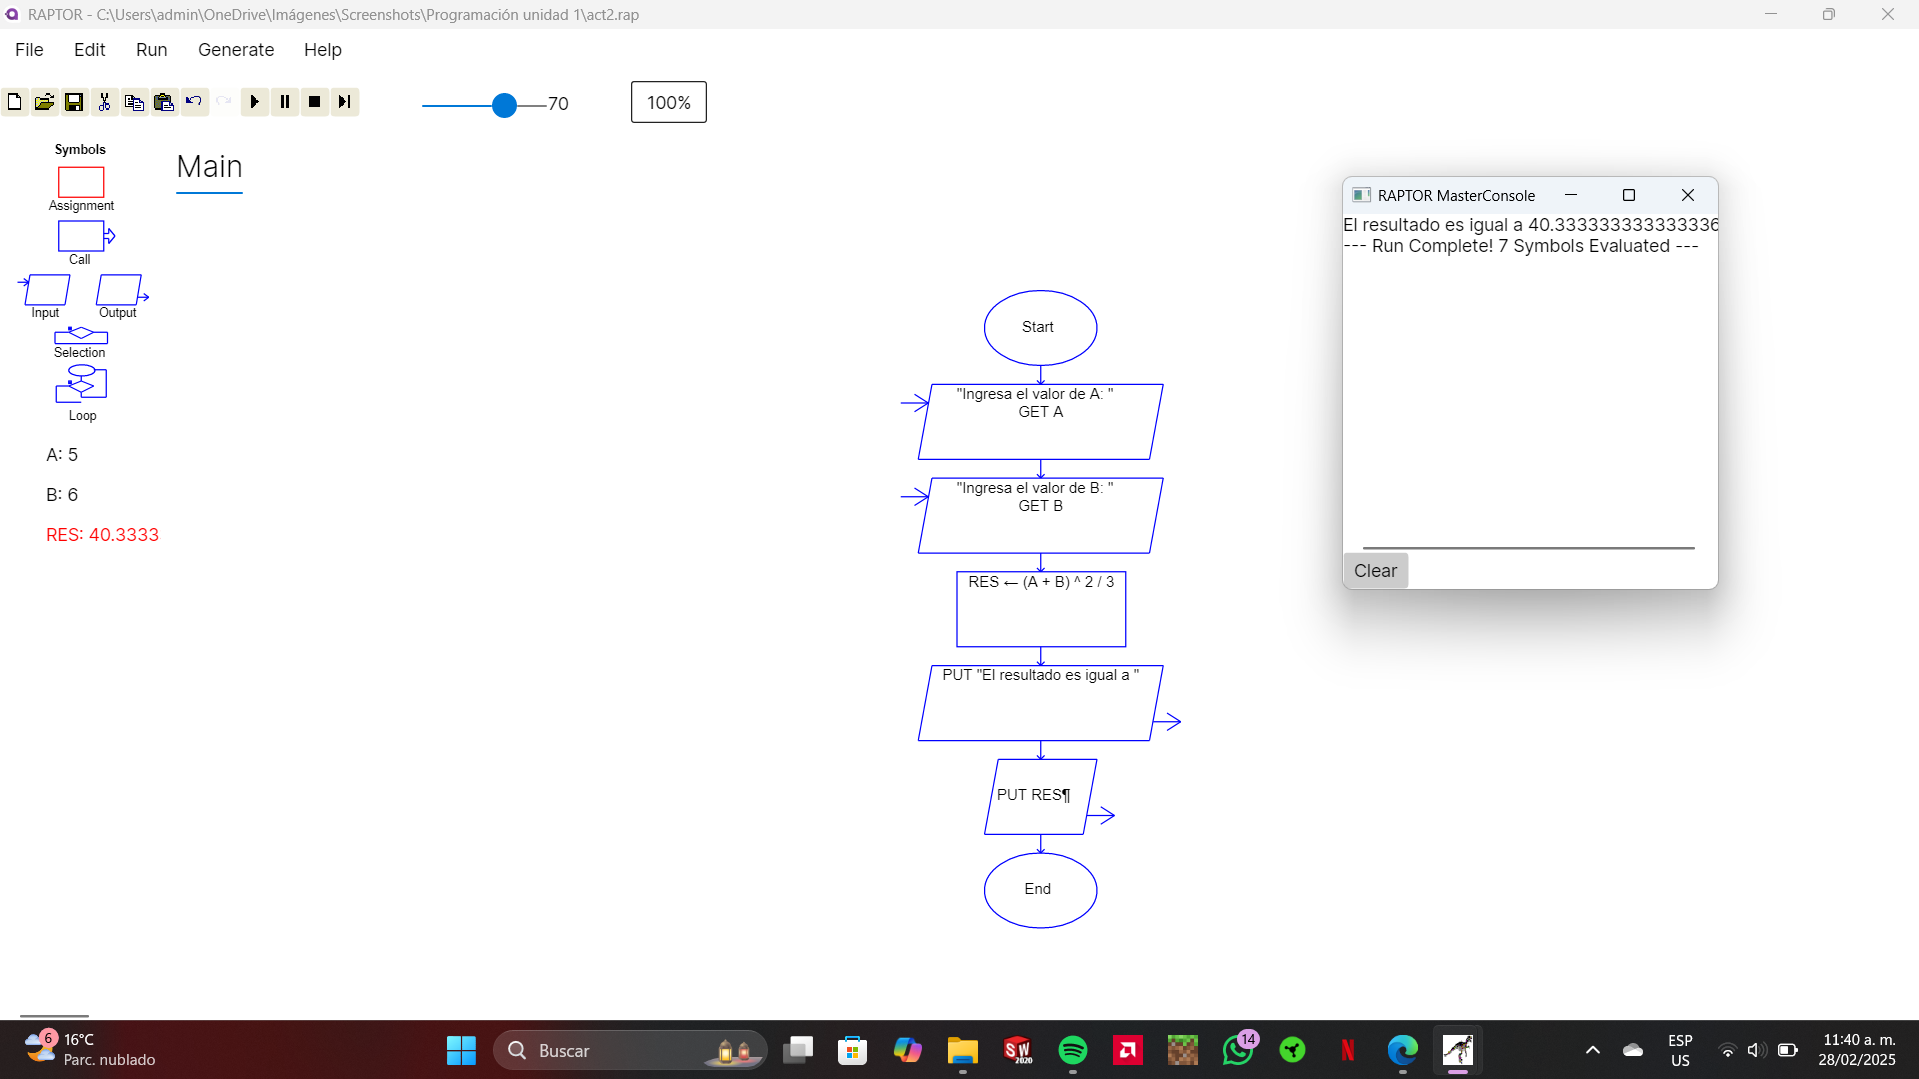 RAPTOR - C:\Users\admin\OneDrive\Imágenes\Screenshots\Programación unidad 1\act2.rap
File Edit Run Generate Help
70
100%
Symbols
Main
Assignment
Call
Input Output
Selection
Loop
A: 5
B: 6
RES: 40.3333
Start
"Ingresa el valor de A: "
GET A
"Ingresa el valor de B: "
GET B
RES ← (A + B) ^ 2 / 3
PUT "El resultado es igual a "
PUT RES¶
End
RAPTOR MasterConsole
El resultado es igual a 40.333333333333336
--- Run Complete! 7 Symbols Evaluated ---
Clear
6
16°C
Parc. nublado
Buscar
SW
2020
14
N
ESP
US
11:40 a. m.
28/02/2025